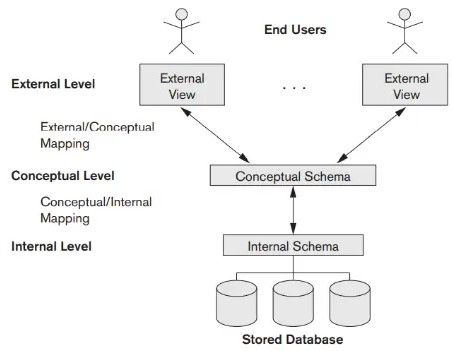 End Users
External Level
External
View
. . .
External
View
External/Conceptual
Mapping
Conceptual Level
Conceptual Schema
Conceptual/Internal
Mapping
Internal Level
Internal Schema
Stored Database